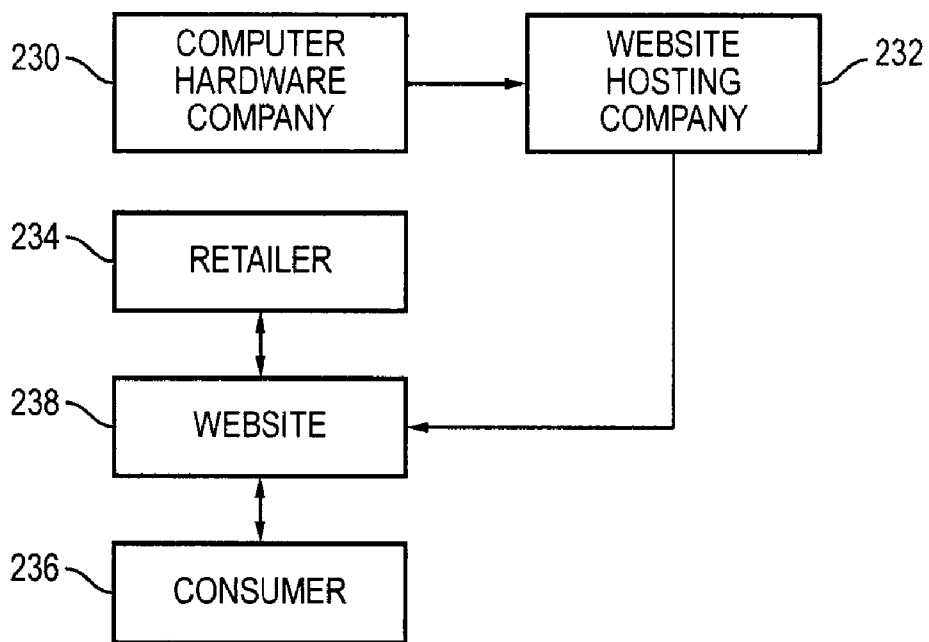 230
COMPUTER
HARDWARE
COMPANY
WEBSITE
HOSTING
COMPANY
232
234
RETAILER
238
WEBSITE
236
CONSUMER